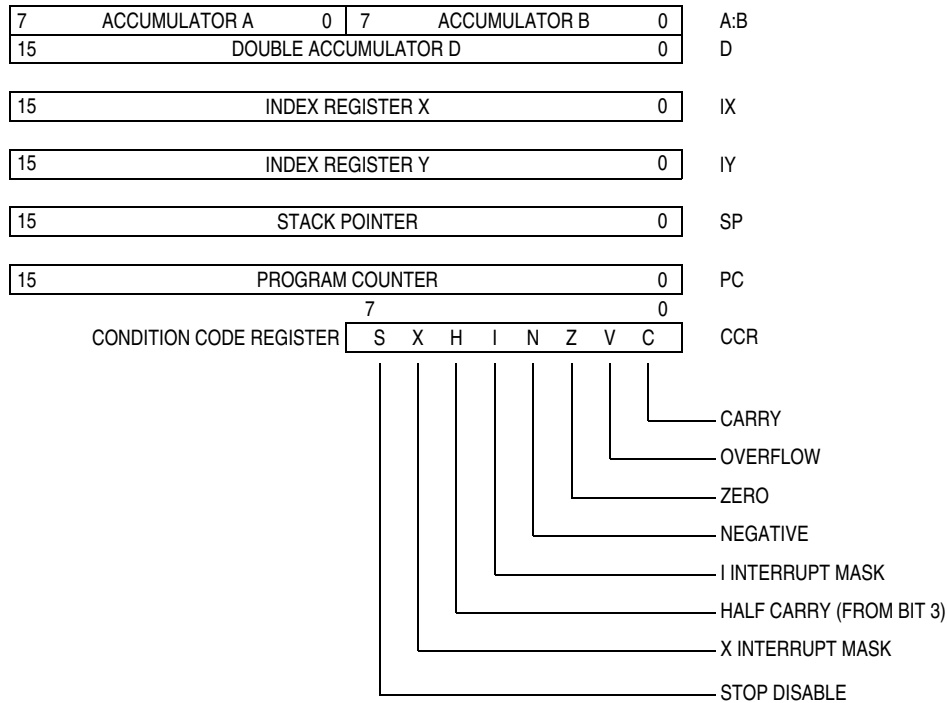 7 ACCUMULATOR A 0 7 ACCUMULATOR B 0 A:B
15 DOUBLE ACCUMULATOR D 0 D
15 INDEX REGISTER X 0 IX
15 INDEX REGISTER Y 0 IY
15 STACK POINTER 0 SP
15 PROGRAM COUNTER 0 PC
7 0
CONDITION CODE REGISTER S X H I N Z V C CCR
CARRY
OVERFLOW
ZERO
NEGATIVE
I INTERRUPT MASK
HALF CARRY (FROM BIT 3)
X INTERRUPT MASK
STOP DISABLE